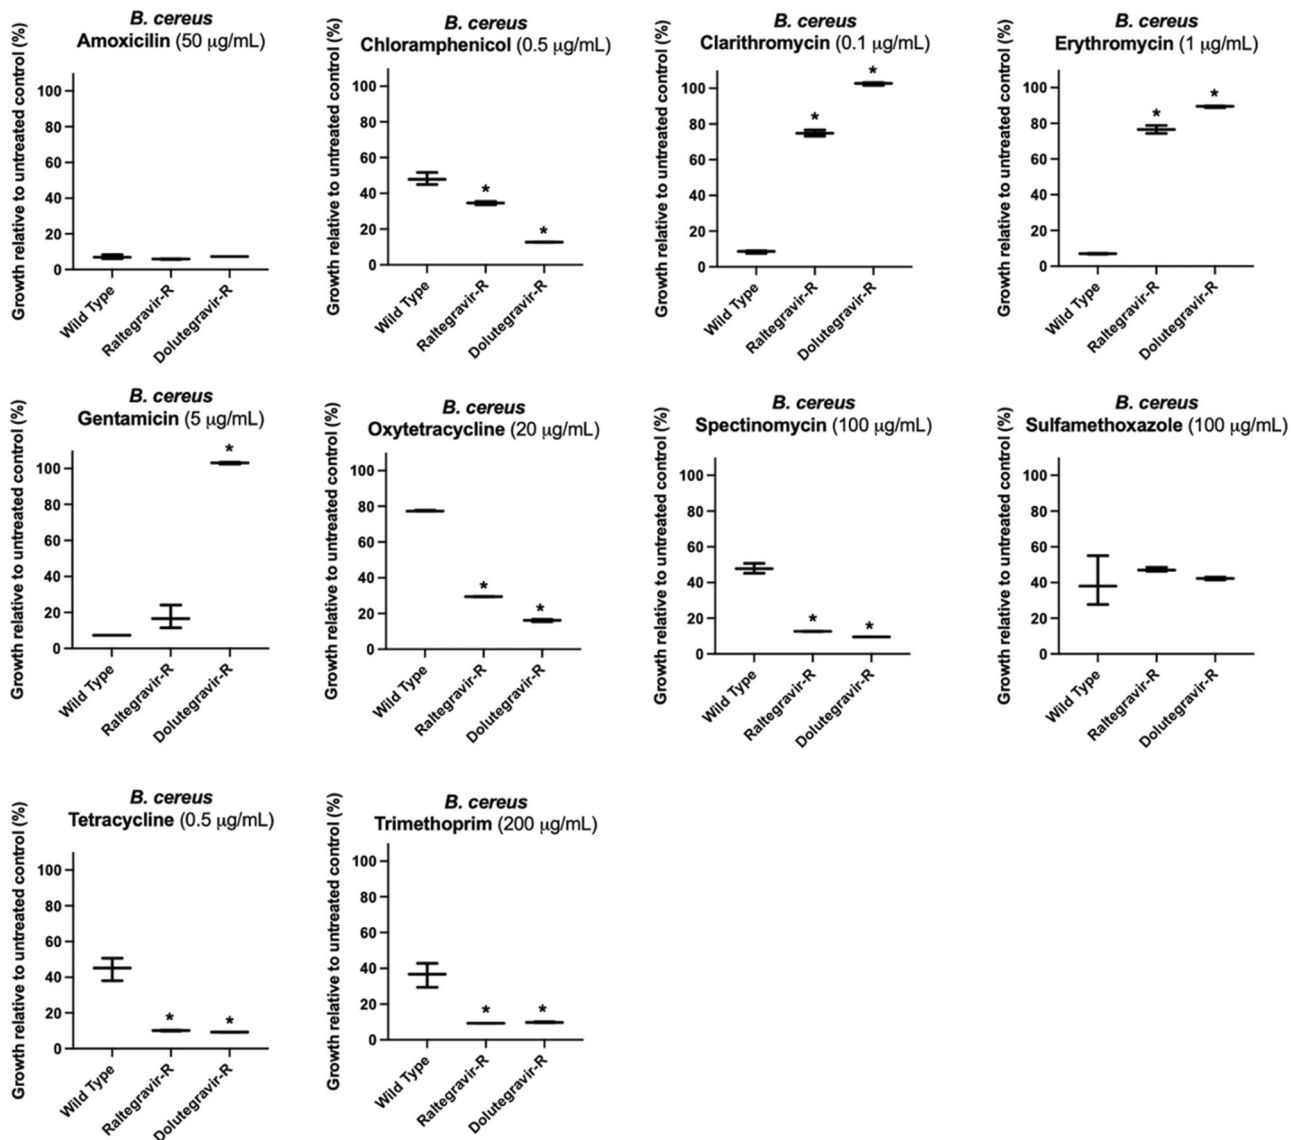 B. cereus
Amoxicilin (50 μg/mL)
Growth relative to untreated control (%)
100
80
60
40
20
0
Wild Type
Raltegravir-R
Dolutegravir-R
B. cereus
Chloramphenicol (0.5 μg/mL)
Growth relative to untreated control (%)
100
80
60
40
20
0
*
*
Wild Type
Raltegravir-R
Dolutegravir-R
B. cereus
Clarithromycin (0.1 μg/mL)
Growth relative to untreated control (%)
100
80
60
40
20
0
*
*
Wild Type
Raltegravir-R
Dolutegravir-R
B. cereus
Erythromycin (1 μg/mL)
Growth relative to untreated control (%)
100
80
60
40
20
0
*
*
Wild Type
Raltegravir-R
Dolutegravir-R
B. cereus
Gentamicin (5 μg/mL)
Growth relative to untreated control (%)
100
80
60
40
20
0
*
Wild Type
Raltegravir-R
Dolutegravir-R
B. cereus
Oxytetracycline (20 μg/mL)
Growth relative to untreated control (%)
100
80
60
40
20
0
*
*
Wild Type
Raltegravir-R
Dolutegravir-R
B. cereus
Spectinomycin (100 μg/mL)
Growth relative to untreated control (%)
100
80
60
40
20
0
*
*
Wild Type
Raltegravir-R
Dolutegravir-R
B. cereus
Sulfamethoxazole (100 μg/mL)
Growth relative to untreated control (%)
100
80
60
40
20
0
Wild Type
Raltegravir-R
Dolutegravir-R
B. cereus
Tetracycline (0.5 μg/mL)
Growth relative to untreated control (%)
100
80
60
40
20
0
*
*
Wild Type
Raltegravir-R
Dolutegravir-R
B. cereus
Trimethoprim (200 μg/mL)
Growth relative to untreated control (%)
100
80
60
40
20
0
*
*
Wild Type
Raltegravir-R
Dolutegravir-R